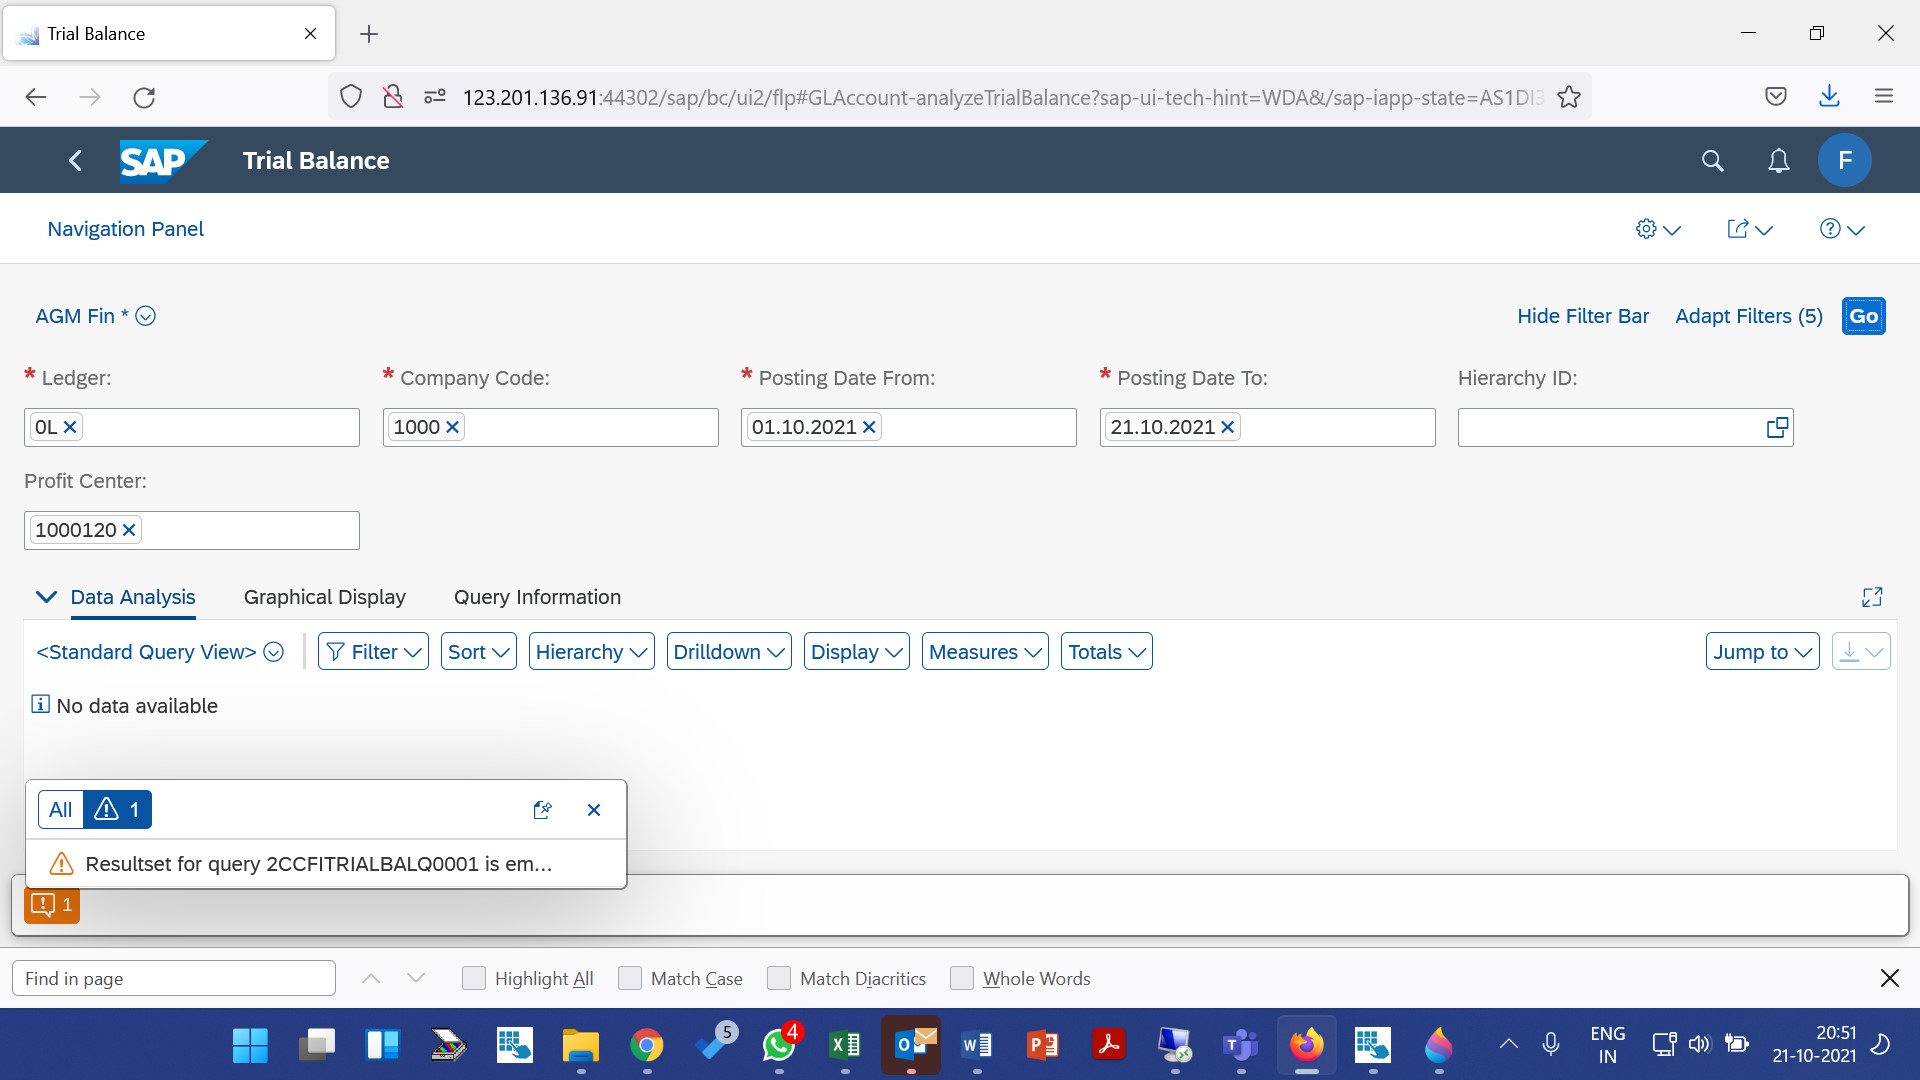 Trial Balance
123.201.136.91:44302/sap/bc/ui2/flp#GLAccount-analyzeTrialBalance?sap-ui-tech-hint=WDA&/sap-iapp-state=AS1DI3
SAP Trial Balance F
Navigation Panel
AGM Fin * Hide Filter Bar Adapt Filters (5) Go
* Ledger: * Company Code: * Posting Date From: * Posting Date To: Hierarchy ID:
0L 1000 01.10.2021 21.10.2021
Profit Center:
1000120
Data Analysis Graphical Display Query Information
<Standard Query View> Filter Sort Hierarchy Drilldown Display Measures Totals Jump to
No data available
All 1
Resultset for query 2CCFITRIALBALQ0001 is em...
1
Find in page Highlight All Match Case Match Diacritics Whole Words
5 4 ENG 20:51
IN 21-10-2021